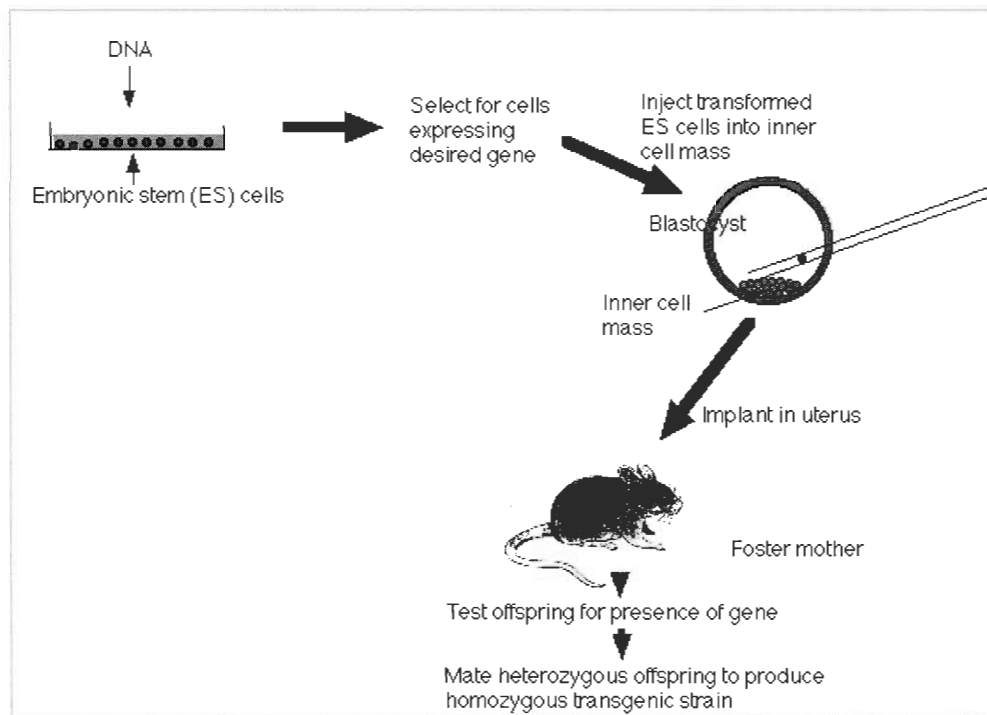 DNA
Embryonic stem (ES) cells
Select for cells
expressing
desired gene
Inject transformed
ES cells into inner
cell mass
Blastocyst
Inner cell
mass
Implant in uterus
Foster mother
Test offspring for presence of gene
Mate heterozygous offspring to produce
homozygous transgenic strain